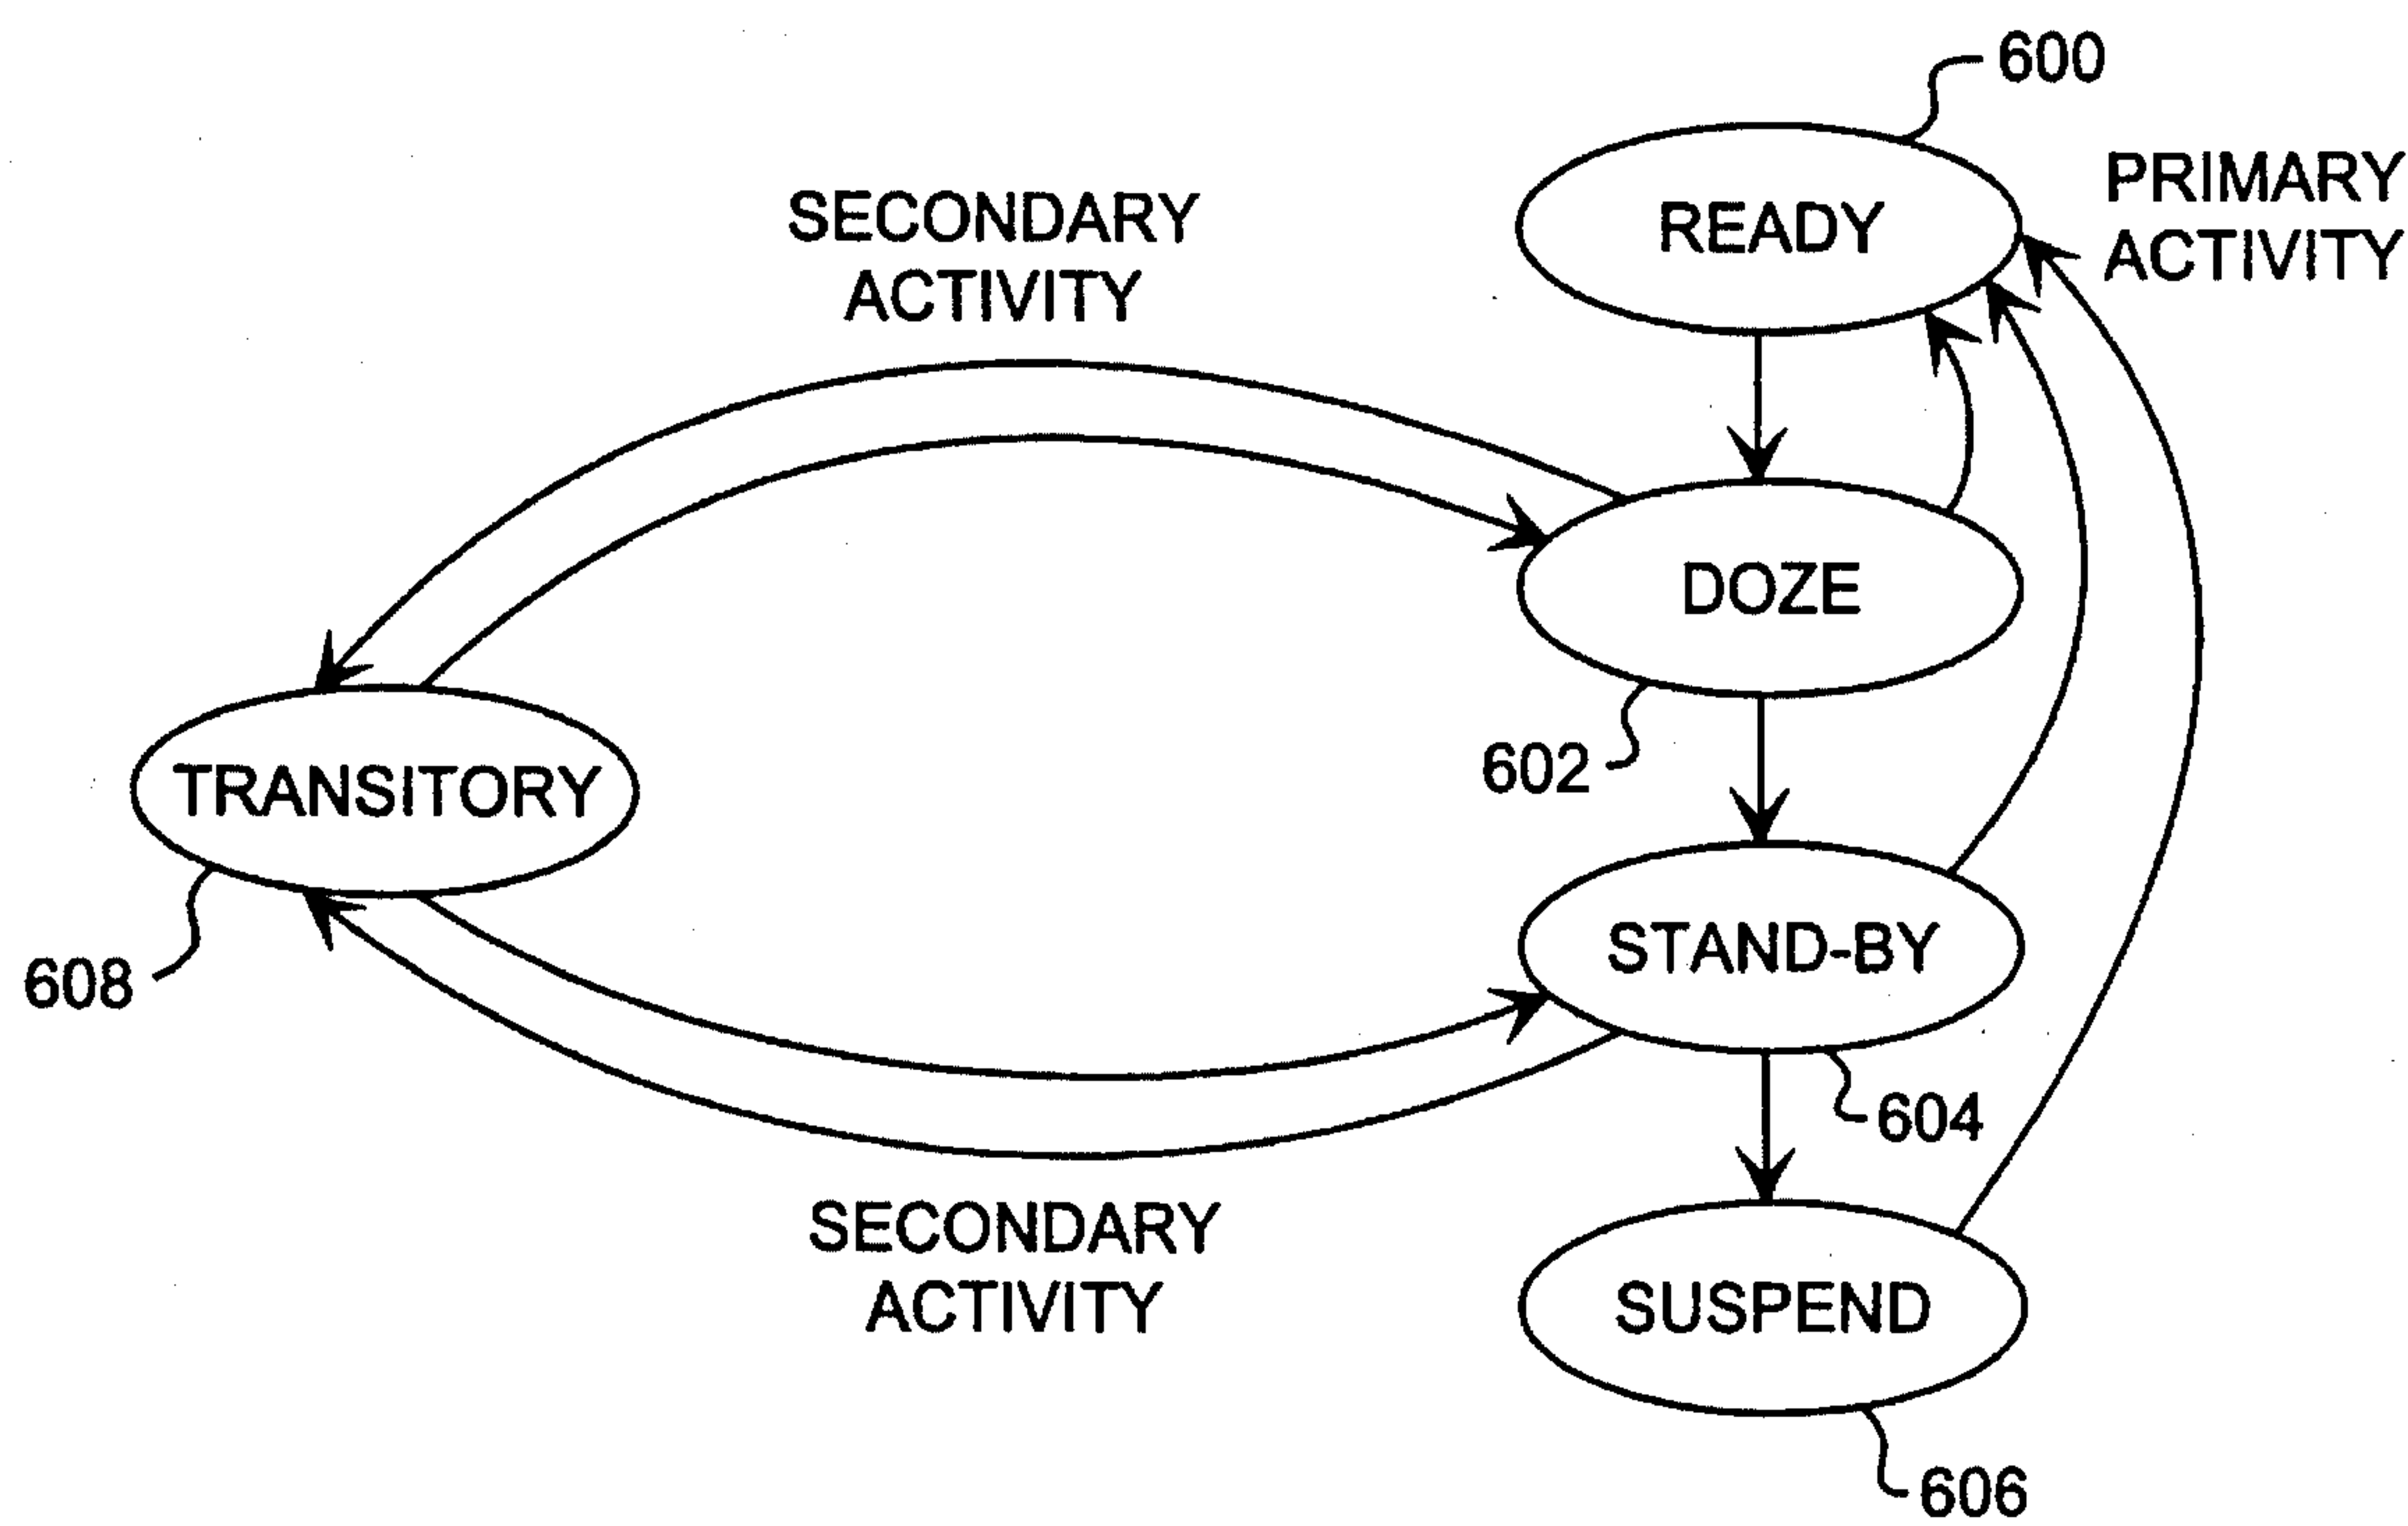 600
READY
PRIMARY
ACTIVITY
SECONDARY
ACTIVITY
DOZE
602
TRANSITORY
608
STAND-BY
604
SECONDARY
ACTIVITY
SUSPEND
606